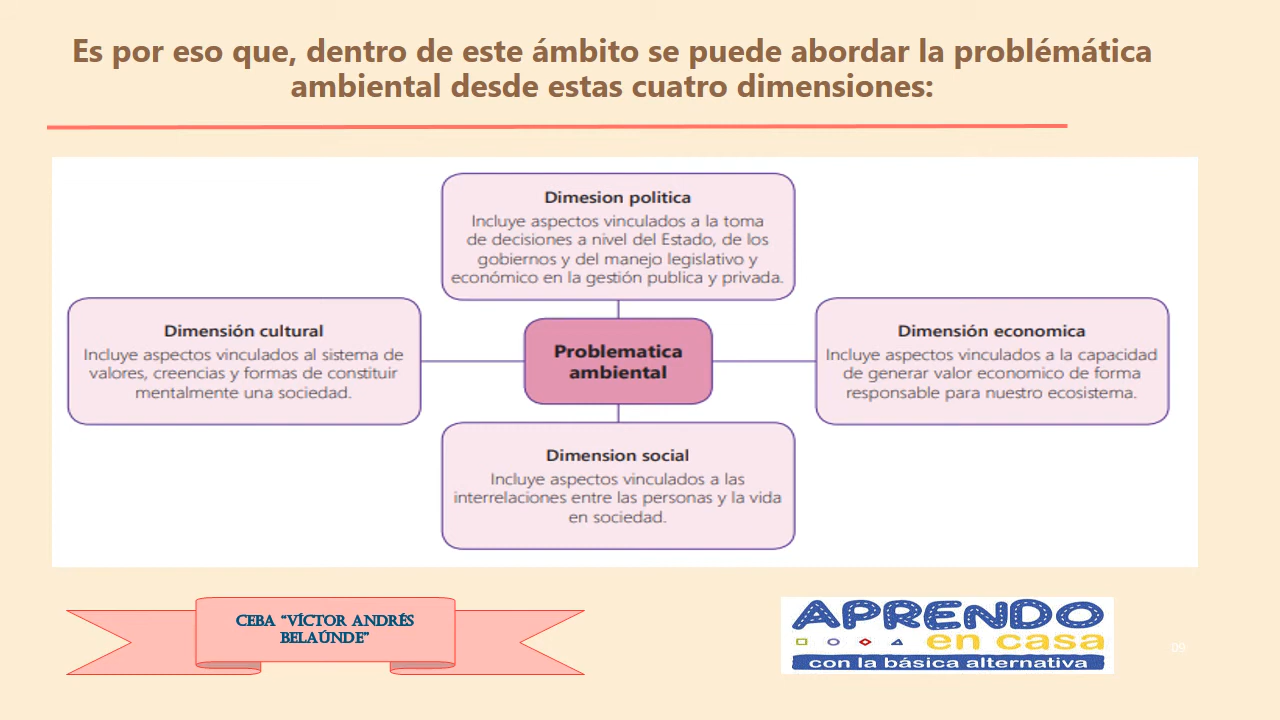 Es por eso que, dentro de este ámbito se puede abordar la problémática
ambiental desde estas cuatro dimensiones:
Dimesion politica
Incluye aspectos vinculados a la toma
de decisiones a nivel del Estado, de los
gobiernos y del manejo legislativo y
económico en la gestión publica y privada.
Dimensión cultural
Incluye aspectos vinculados al sistema de
valores, creencias y formas de constituir
mentalmente una sociedad.
Problematica
ambiental
Dimensión economica
Incluye aspectos vinculados a la capacidad
de generar valor economico de forma
responsable para nuestro ecosistema.
Dimension social
Incluye aspectos vinculados a las
interrelaciones entre las personas y la vida
en sociedad.
CEBA “VÍCTOR ANDRÉS
BELAÚNDE”
APRENDO
en casa
con la básica alternativa
09